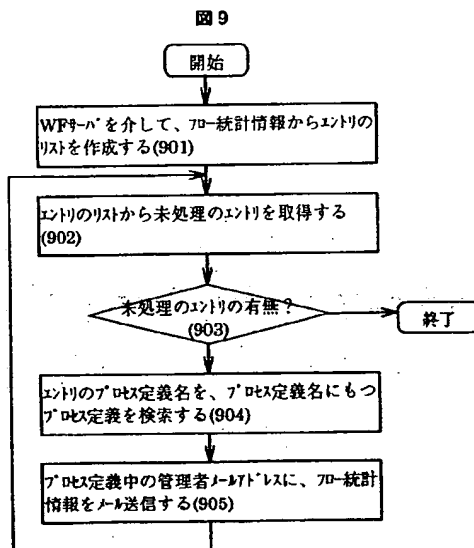 図9
開始
WFｻｰﾊﾞを介して、ﾌﾛｰ統計情報からｴﾝﾄﾘの
ﾘｽﾄを作成する(901)
ｴﾝﾄﾘのﾘｽﾄから未処理のｴﾝﾄﾘを取得する
(902)
未処理のｴﾝﾄﾘの有無？
(903)
終了
ｴﾝﾄﾘのﾌﾟﾛｾｽ定義名を、ﾌﾟﾛｾｽ定義名にもつ
ﾌﾟﾛｾｽ定義を検索する(904)
ﾌﾟﾛｾｽ定義中の管理者ﾒｰﾙｱﾄﾞﾚｽに、ﾌﾛｰ統計
情報をﾒｰﾙ送信する(905)